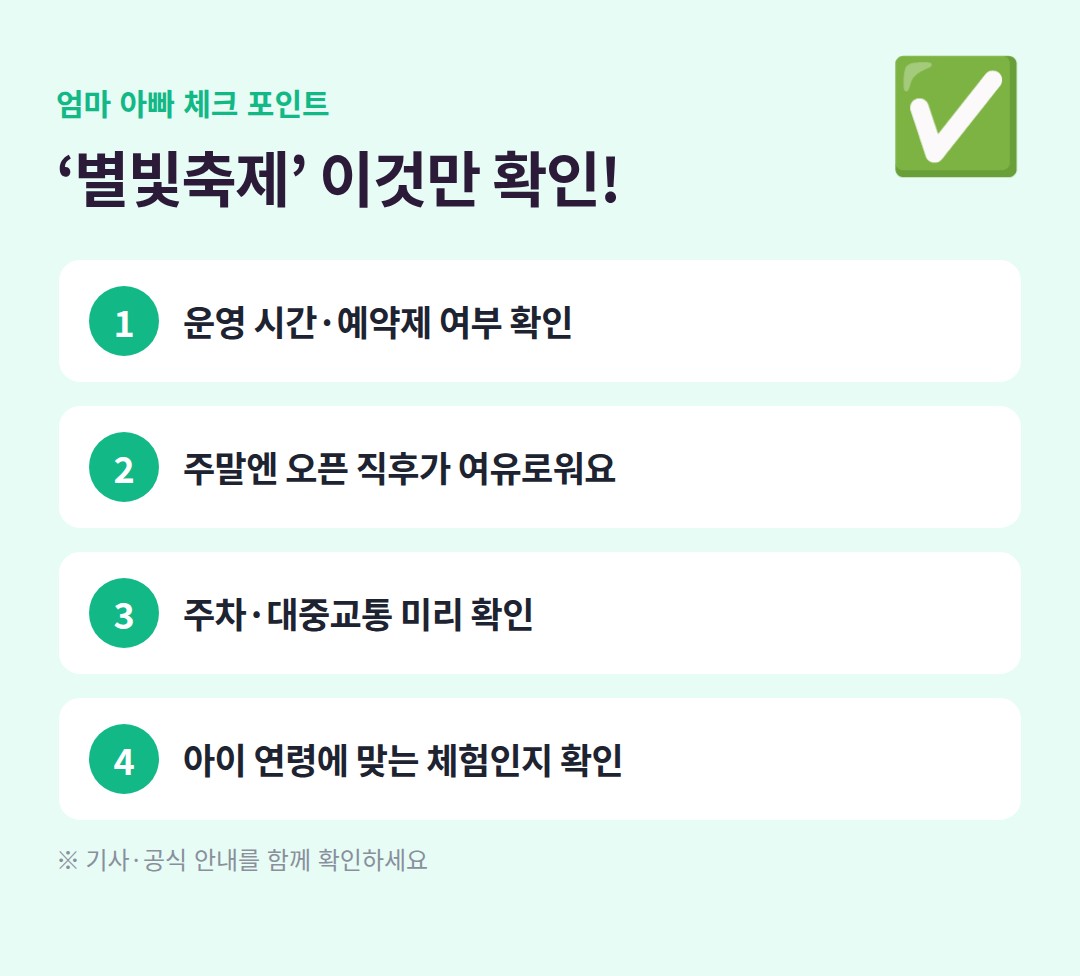 엄마 아빠 체크 포인트
‘별빛축제’ 이것만 확인!
1 운영 시간·예약제 여부 확인
2 주말엔 오픈 직후가 여유로워요
3 주차·대중교통 미리 확인
4 아이 연령에 맞는 체험인지 확인
※ 기사·공식 안내를 함께 확인하세요